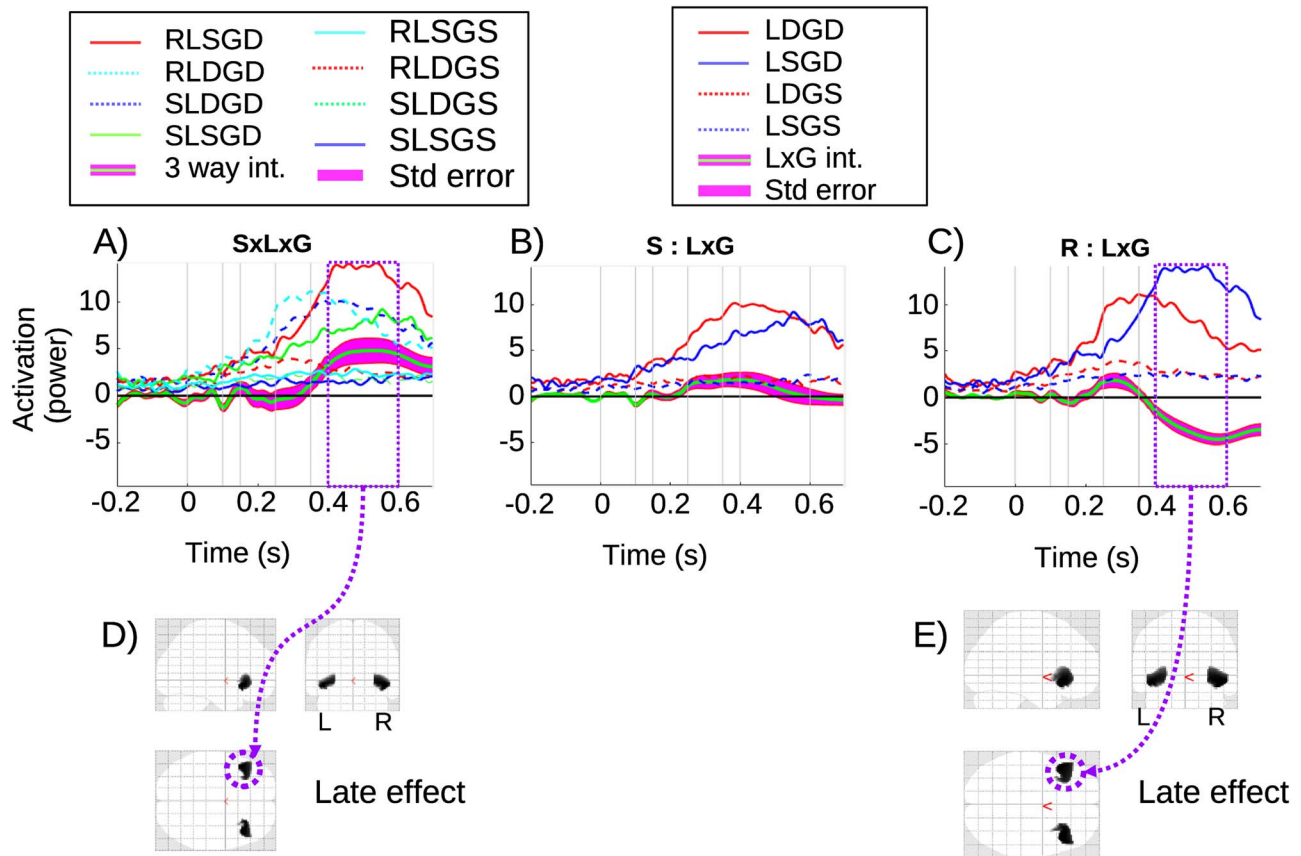 RLSGD
RLDGD
SLDGD
SLSGD
3 way int.
RLSGS
RLDGS
SLDGS
SLSGS
Std error
LDGD
LSGD
LDGS
LSGS
LxG int.
Std error
A)
SxLxG
B)
S : LxG
C)
R : LxG
Activation
(power)
10
5
0
-5
-0.2 0 0.2 0.4 0.6
Time (s)
10
5
0
-5
-0.2 0 0.2 0.4 0.6
Time (s)
10
5
0
-5
-0.2 0 0.2 0.4 0.6
Time (s)
D)
<
<
L R
<
Late effect
E)
<
<
L R
<
Late effect